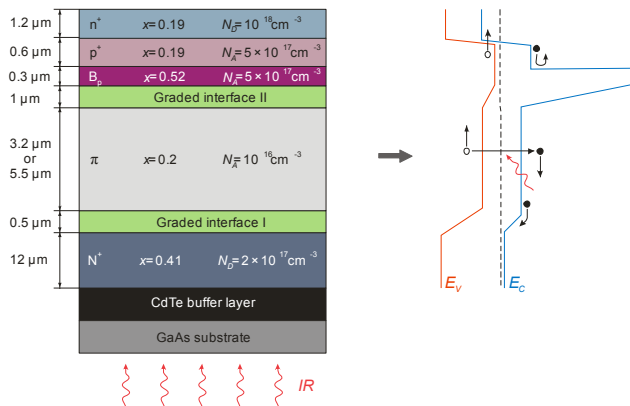 1.2 μm n⁺ x=0.19 N_D=10¹⁸cm⁻³
0.6 μm p⁺ x=0.19 N_A=5×10¹⁷cm⁻³
0.3 μm B_p x=0.52 N_A=5×10¹⁷cm⁻³
1 μm Graded interface II
3.2 μm
or
5.5 μm
π x=0.2 N_A=10¹⁶cm⁻³
0.5 μm Graded interface I
12 μm N⁺ x=0.41 N_D=2×10¹⁷cm⁻³
CdTe buffer layer
GaAs substrate
IR
E_V E_C